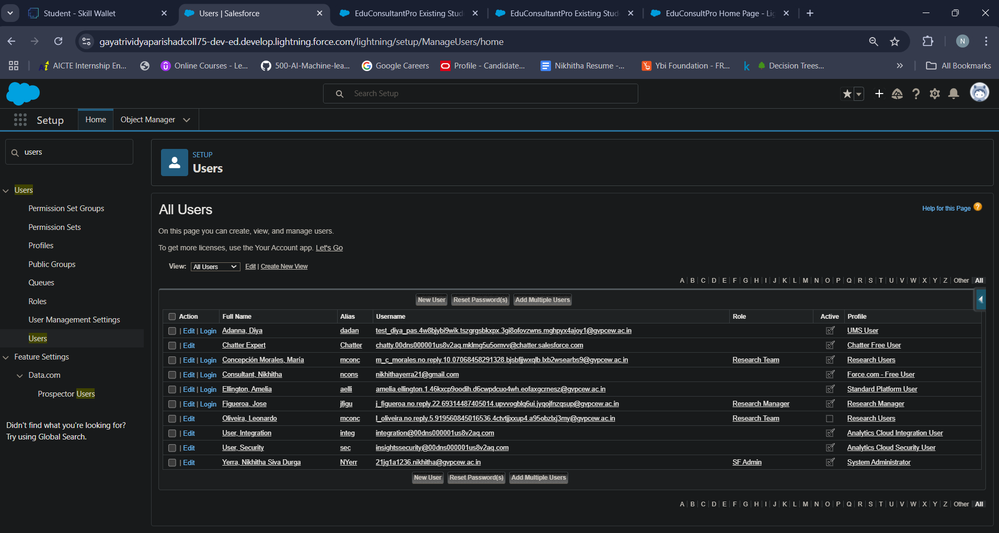 Student - Skill Wallet
Users | Salesforce
EduConsultantPro Existing Stud
EduConsultantPro Existing Stud
EduConsultPro Home Page - Lig
gayatrividyaparishadcoll75-dev-ed.develop.lightning.force.com/lightning/setup/ManageUsers/home
N
AICTE Internship En...
Online Courses - Le...
500-AI-Machine-lea...
Google Careers
Profile - Candidate...
Nikhitha Resume -...
Ybi Foundation - FR...
Decision Trees...
All Bookmarks
Search Setup
Setup
Home
Object Manager
users
Users
Permission Set Groups
Permission Sets
Profiles
Public Groups
Queues
Roles
User Management Settings
Users
Feature Settings
Data.com
Prospector Users
Didn't find what you're looking for?
Try using Global Search.
SETUP
Users
All Users
Help for this Page
On this page you can create, view, and manage users.
To get more licenses, use the Your Account app. Let's Go
View: All Users Edit | Create New View
A | B | C | D | E | F | G | H | I | J | K | L | M | N | O | P | Q | R | S | T | U | V | W | X | Y | Z | Other | All
New User Reset Password(s) Add Multiple Users
Action Full Name Alias Username Role Active Profile
| Edit | Login Adanna, Diya dadan test_diya_pas.4w8bjybi9wik.tszgrgsbkxpx.3gi8ofovzwns.mghpyx4ajoy1@gvpcew.ac.in UMS User
| Edit Chatter Expert Chatter chatty.00dns000001us8v2aq.mklmg5u5omvv@chatter.salesforce.com Chatter Free User
| Edit | Login Concepción Morales, María mconc m_c_morales.no.reply.10.07068458291328.bjsbfjjwxqlb.lxb2wsearbs9@gvpcew.ac.in Research Team Research Users
| Edit | Login Consultant, Nikhitha ncons nikhithayerra21@gmail.com Force.com - Free User
| Edit | Login Ellington, Amelia aelli amelia.ellington.1.46kxcp9oodih.d6cwpdcuo4wh.eofaxgcrnesz@gvpcew.ac.in Standard Platform User
| Edit | Login Figueroa, Jose jfigu j_figueroa.no.reply.22.69314487405014.upvvogblq6ui.jyqojfnzqsup@gvpcew.ac.in Research Manager Research Manager
| Edit Oliveira, Leonardo mconc l_oliveira.no.reply.5.919560845016536.4ctvtjjxxup4.a95obzlxj3my@gvpcew.ac.in Research Team Research Users
| Edit User, Integration integ integration@00dns000001us8v2aq.com Analytics Cloud Integration User
| Edit User, Security sec insightssecurity@00dns000001us8v2aq.com Analytics Cloud Security User
| Edit Yerra, Nikhitha Siva Durga NYerr 21jg1a1236.nikhitha@gvpcew.ac.in SF Admin System Administrator
New User Reset Password(s) Add Multiple Users
A | B | C | D | E | F | G | H | I | J | K | L | M | N | O | P | Q | R | S | T | U | V | W | X | Y | Z | Other | All